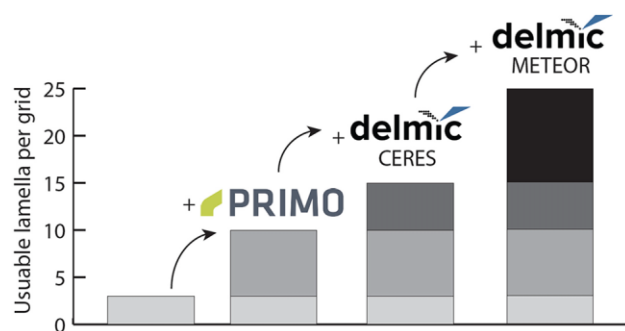 + delmic
METEOR
+ delmic
CERES
+ PRIMO
Usuable lamella per grid
25
20
15
10
5
0